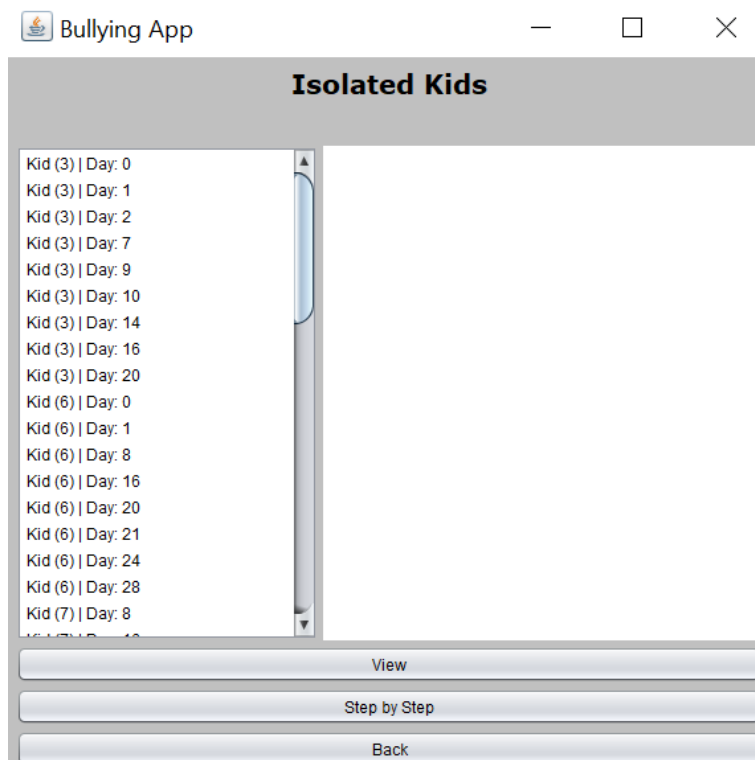 Bullying App
Isolated Kids
Kid (3) | Day: 0
Kid (3) | Day: 1
Kid (3) | Day: 2
Kid (3) | Day: 7
Kid (3) | Day: 9
Kid (3) | Day: 10
Kid (3) | Day: 14
Kid (3) | Day: 16
Kid (3) | Day: 20
Kid (6) | Day: 0
Kid (6) | Day: 1
Kid (6) | Day: 8
Kid (6) | Day: 16
Kid (6) | Day: 20
Kid (6) | Day: 21
Kid (6) | Day: 24
Kid (6) | Day: 28
Kid (7) | Day: 8
Kid (7) | Day:
View
Step by Step
Back